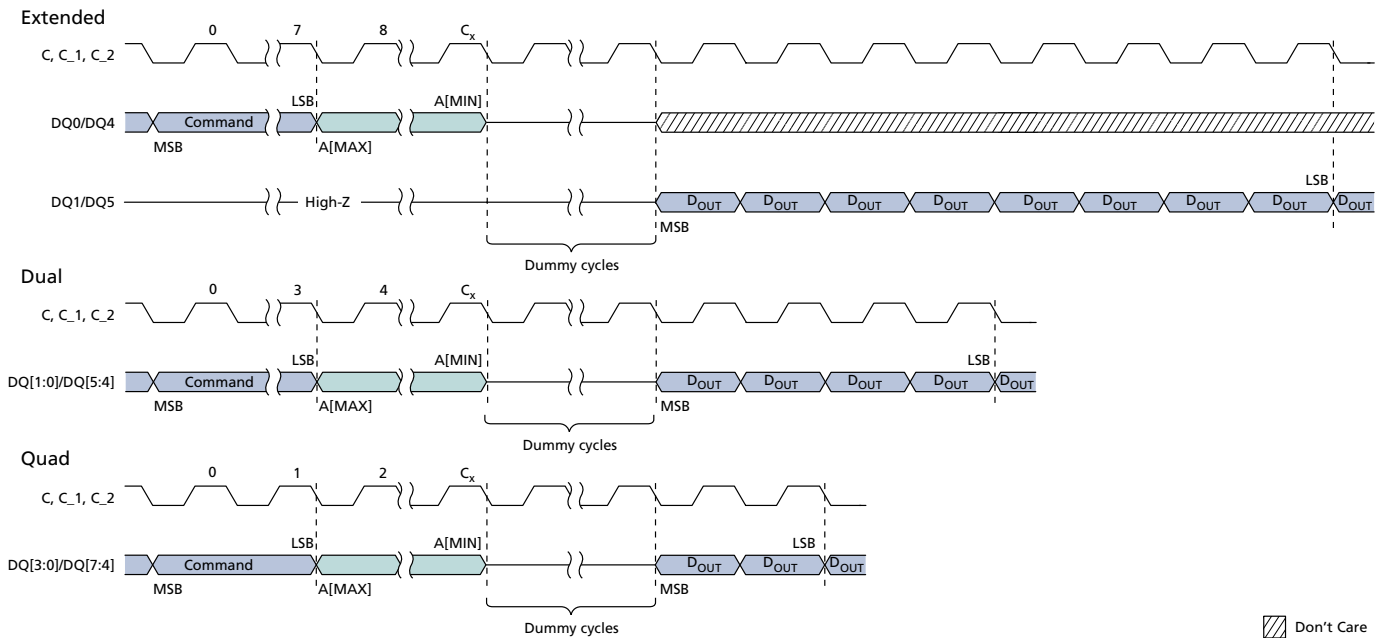 Extended
0 7 8 Cx
C, C_1, C_2
LSB A[MIN]
DQ0/DQ4 Command
MSB A[MAX]
LSB
DQ1/DQ5 High-Z DOUT DOUT DOUT DOUT DOUT DOUT DOUT DOUT DOUT
MSB
Dummy cycles
Dual
0 3 4 Cx
C, C_1, C_2
LSB A[MIN] LSB
DQ[1:0]/DQ[5:4] Command DOUT DOUT DOUT DOUT DOUT
MSB A[MAX] MSB
Dummy cycles
Quad
0 1 2 Cx
C, C_1, C_2
LSB A[MIN] LSB
DQ[3:0]/DQ[7:4] Command DOUT DOUT DOUT
MSB A[MAX] MSB
Dummy cycles
Don't Care